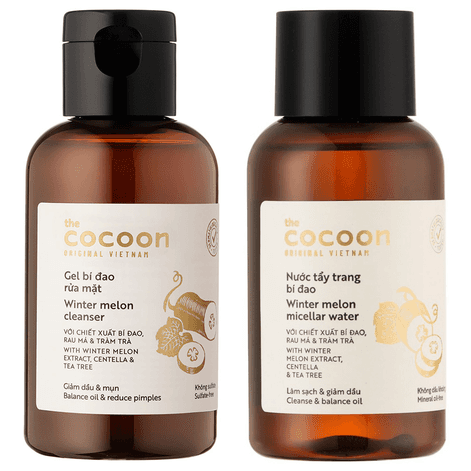 the
cocoon
ORIGINAL VIETNAM
Gel bí đao
rửa mặt
Winter melon
cleanser
VỚI CHIẾT XUẤT BÍ ĐAO,
RAU MÁ & TRÀM TRÀ
WITH WINTER MELON
EXTRACT, CENTELLA &
TEA TREE
Giảm dầu & mụn
Balance oil & reduce pimples
Không
Sulfate-free
the
cocoon
ORIGINAL VIETNAM
Nước tẩy trang
bí đao
Winter melon
micellar water
VỚI CHIẾT XUẤT BÍ ĐAO,
RAU MÁ & TRÀM TRÀ
WITH WINTER
MELON EXTRACT,
CENTELLA
& TEA TREE
Làm sạch & giảm dầu
Cleanse & balance oil
Không dầu
Mineral oil-free